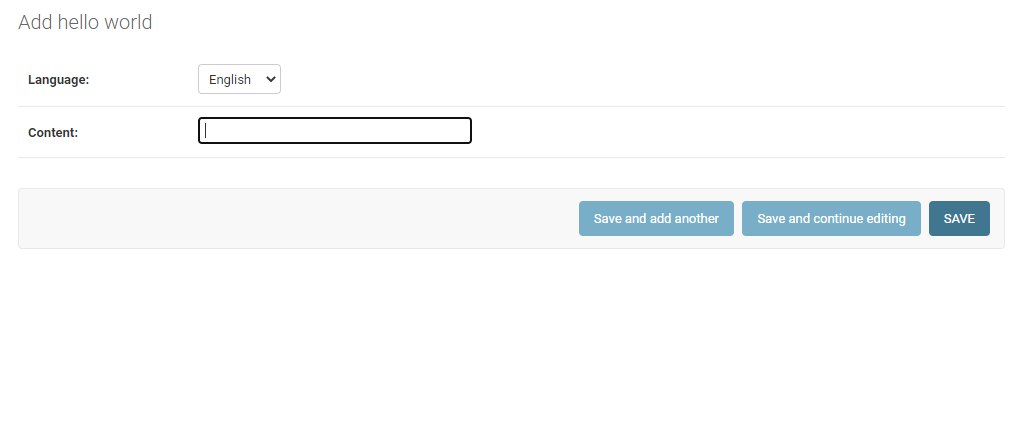 Add hello world
Language: English
Content:
Save and add another Save and continue editing SAVE